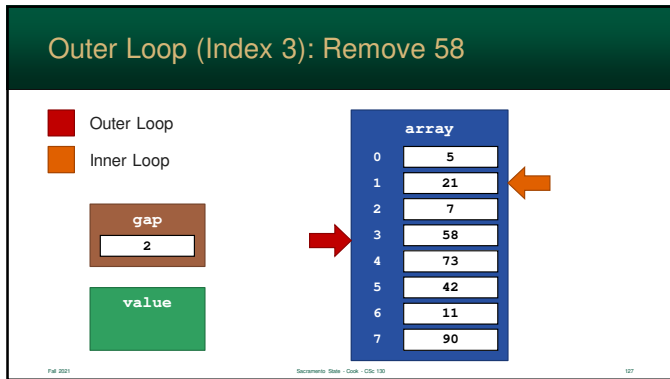 Outer Loop (Index 3): Remove 58
Outer Loop
Inner Loop
gap
2
value
array
0 5
1 21
2 7
3 58
4 73
5 42
6 11
7 90
Fall 2021 Sacramento State - Cook - CSc 130 127